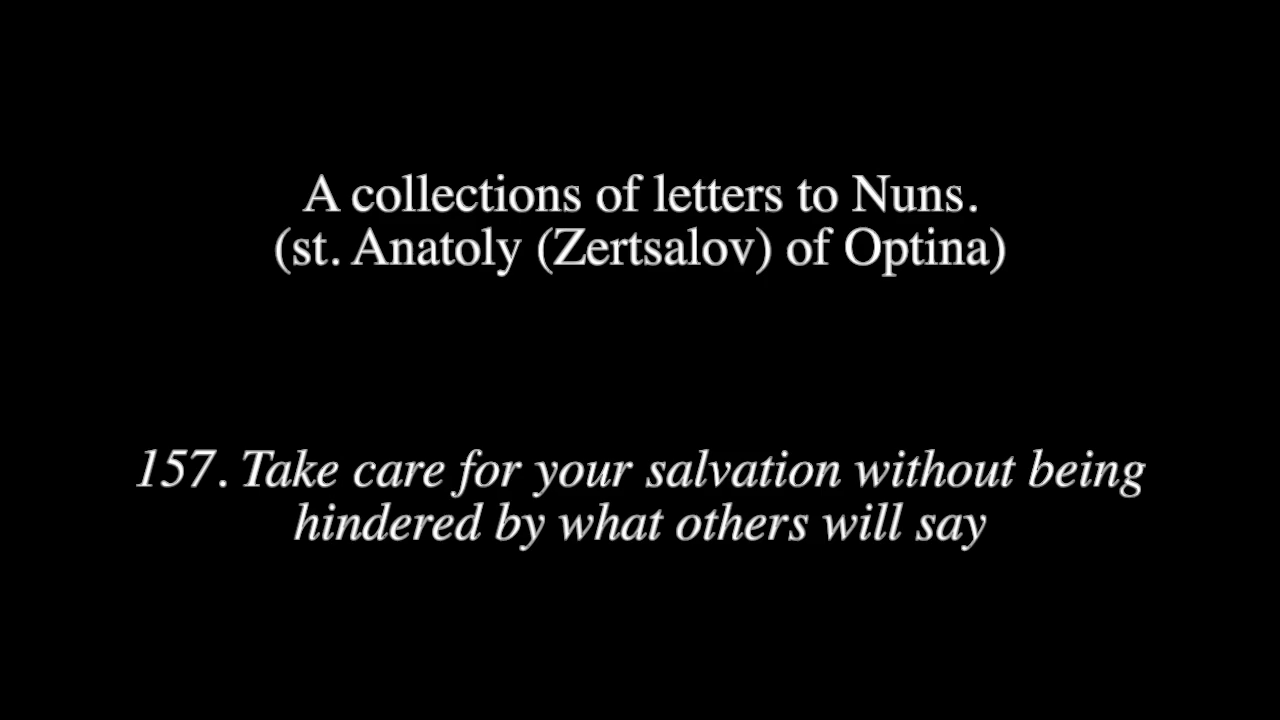 A collections of letters to Nuns.
(st. Anatoly (Zertsalov) of Optina)
157. Take care for your salvation without being
hindered by what others will say